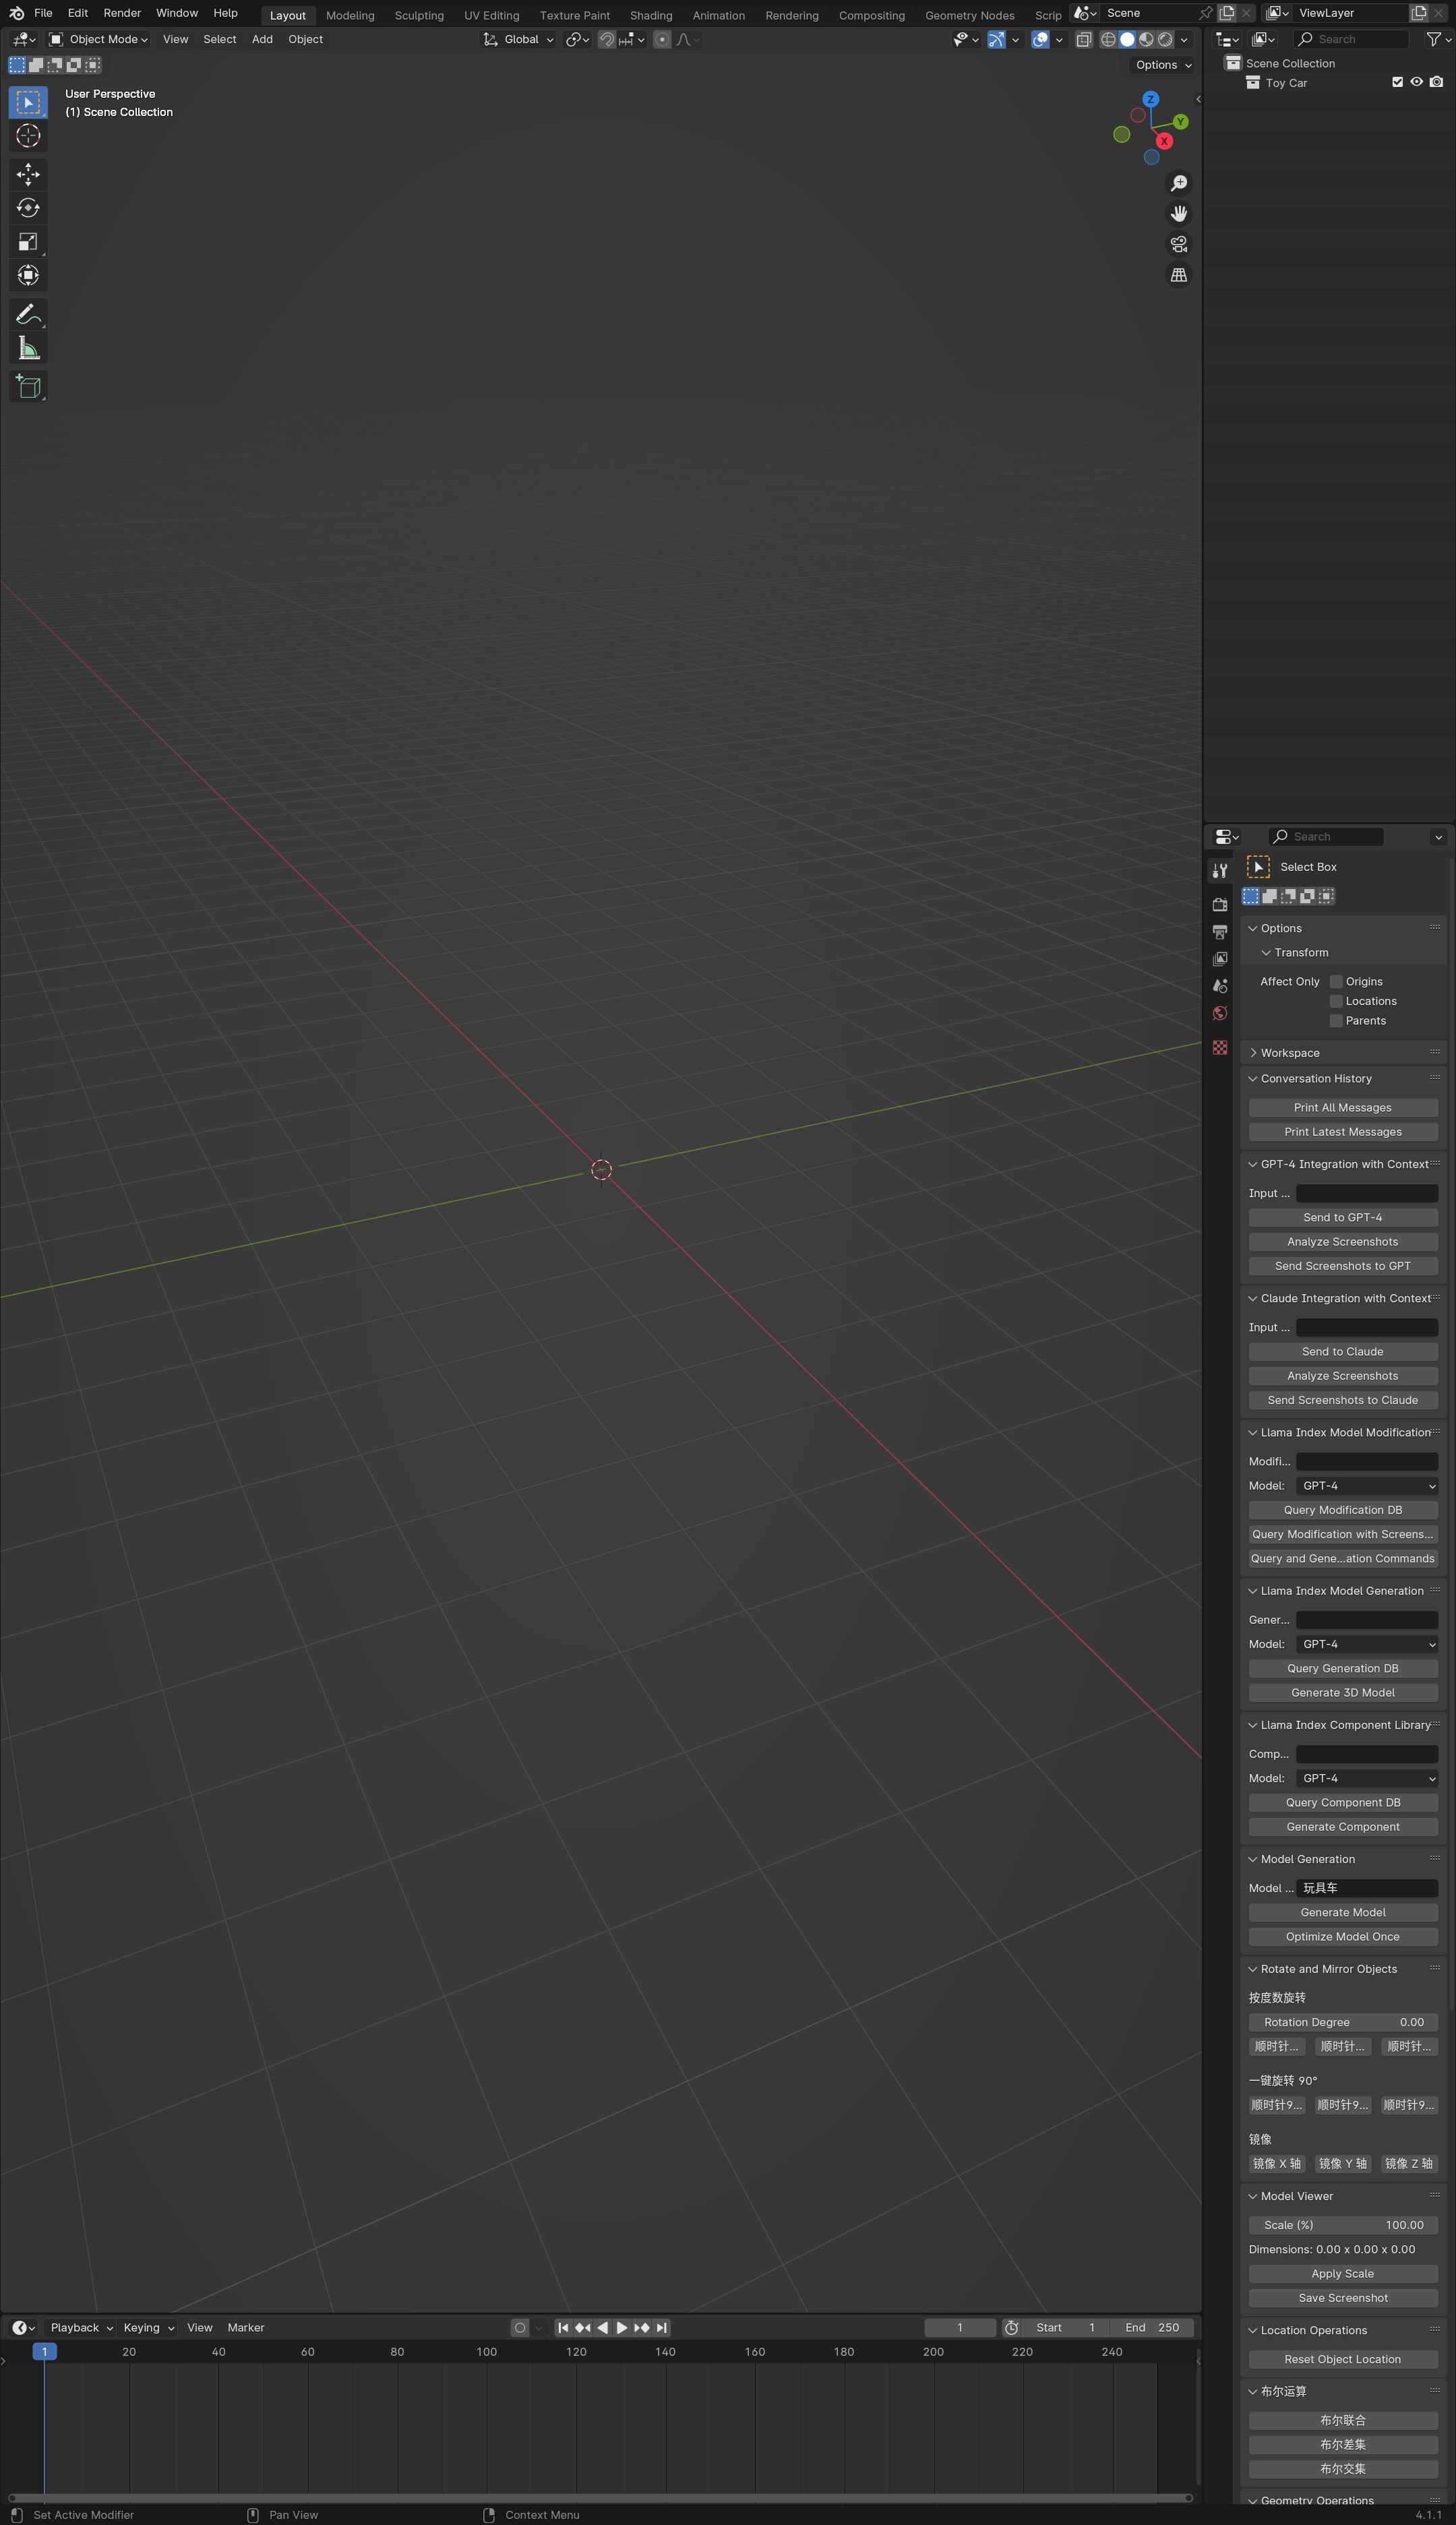 File Edit Render Window Help Layout Modeling Sculpting UV Editing Texture Paint Shading Animation Rendering Compositing Geometry Nodes Scrip Scene ViewLayer
Object Mode View Select Add Object Global Search
Options
User Perspective
(1) Scene Collection
Z
Y
X
Scene Collection
Toy Car
Search
Select Box
Options
Transform
Affect Only Origins
Locations
Parents
Workspace
Conversation History
Print All Messages
Print Latest Messages
GPT-4 Integration with Context
Input ...
Send to GPT-4
Analyze Screenshots
Send Screenshots to GPT
Claude Integration with Context
Input ...
Send to Claude
Analyze Screenshots
Send Screenshots to Claude
Llama Index Model Modification
Modifi...
Model: GPT-4
Query Modification DB
Query Modification with Screens...
Query and Gene...ation Commands
Llama Index Model Generation
Gener...
Model: GPT-4
Query Generation DB
Generate 3D Model
Llama Index Component Library
Comp...
Model: GPT-4
Query Component DB
Generate Component
Model Generation
Model ... 玩具车
Generate Model
Optimize Model Once
Rotate and Mirror Objects
按度数旋转
Rotation Degree 0.00
顺时针... 顺时针... 顺时针...
一键旋转 90°
顺时针9... 顺时针9... 顺时针9...
镜像
镜像 X 轴 镜像 Y 轴 镜像 Z 轴
Model Viewer
Scale (%) 100.00
Dimensions: 0.00 x 0.00 x 0.00
Apply Scale
Save Screenshot
Location Operations
Reset Object Location
布尔运算
布尔联合
布尔差集
布尔交集
Geometry Operations
Playback Keying View Marker 1 Start 1 End 250
1 20 40 60 80 100 120 140 160 180 200 220 240
Set Active Modifier Pan View Context Menu 4.1.1